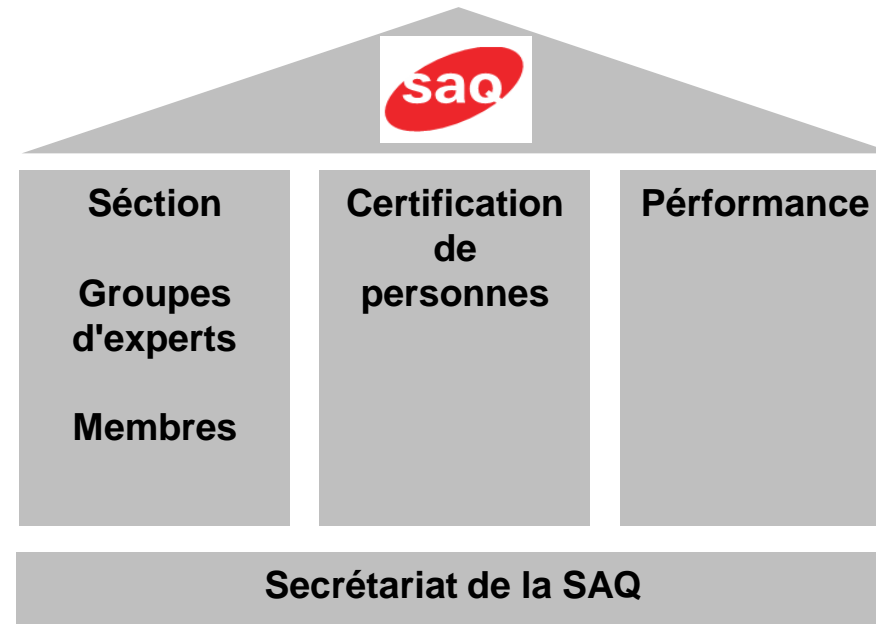 saq
Séction
Groupes
d'experts
Membres
Certification
de
personnes
Pérformance
Secrétariat de la SAQ